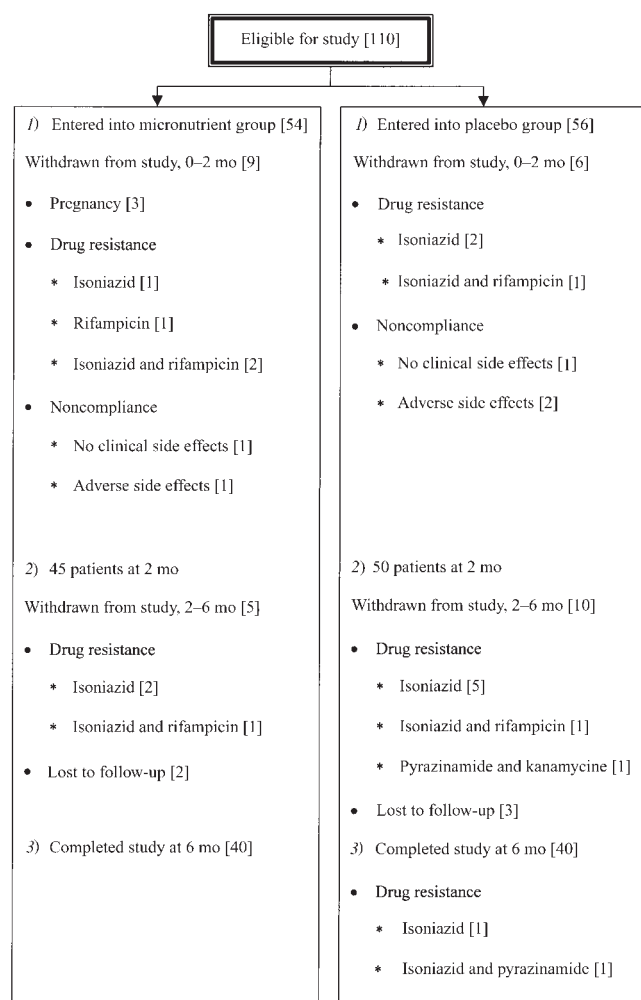 Eligible for study [110]
1) Entered into micronutrient group [54]
Withdrawn from study, 0–2 mo [9]
• Pregnancy [3]
• Drug resistance
* Isoniazid [1]
* Rifampicin [1]
* Isoniazid and rifampicin [2]
• Noncompliance
* No clinical side effects [1]
* Adverse side effects [1]
2) 45 patients at 2 mo
Withdrawn from study, 2–6 mo [5]
• Drug resistance
* Isoniazid [2]
* Isoniazid and rifampicin [1]
• Lost to follow-up [2]
3) Completed study at 6 mo [40]
1) Entered into placebo group [56]
Withdrawn from study, 0–2 mo [6]
• Drug resistance
* Isoniazid [2]
* Isoniazid and rifampicin [1]
• Noncompliance
* No clinical side effects [1]
* Adverse side effects [2]
2) 50 patients at 2 mo
Withdrawn from study, 2–6 mo [10]
• Drug resistance
* Isoniazid [5]
* Isoniazid and rifampicin [1]
* Pyrazinamide and kanamycine [1]
• Lost to follow-up [3]
3) Completed study at 6 mo [40]
• Drug resistance
* Isoniazid [1]
* Isoniazid and pyrazinamide [1]